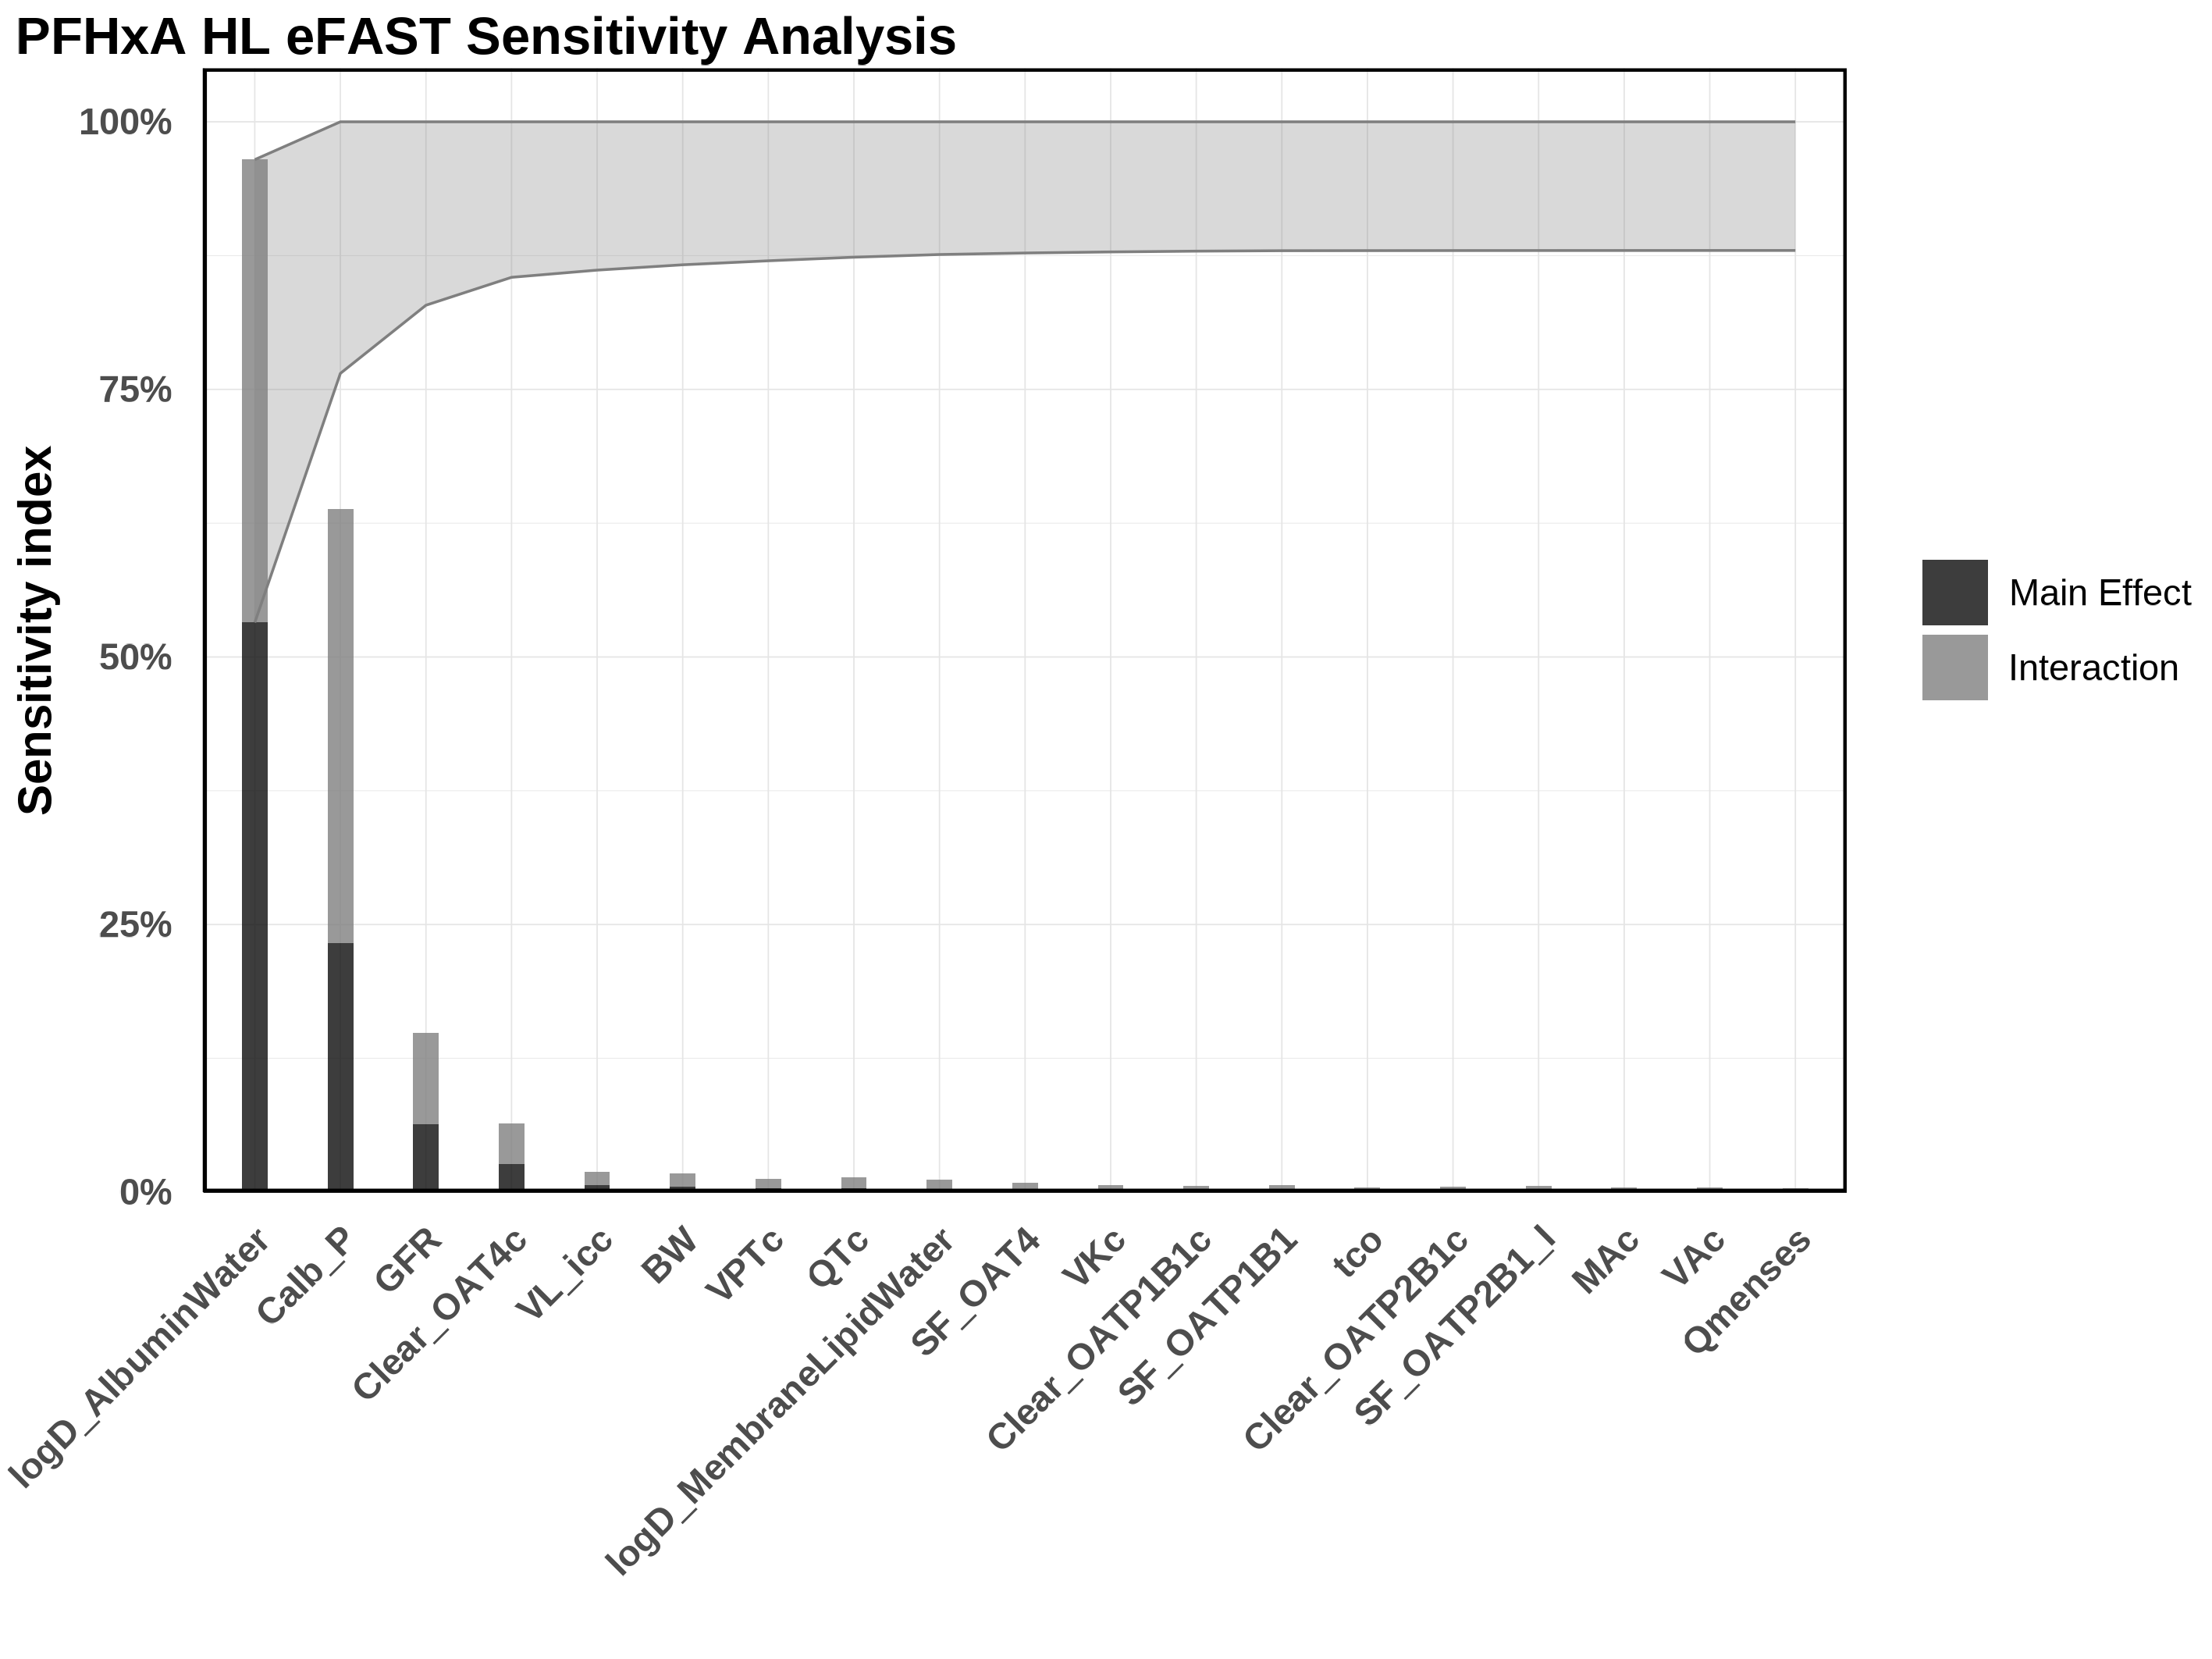 PFHxA HL eFAST Sensitivity Analysis
Sensitivity index
100%
75%
50%
25%
0%
logD_AlbuminWater
Calb_P
GFR
Clear_OAT4c
VL_icc
BW
VPTc
QTc
logD_MembraneLipidWater
SF_OAT4
VKc
Clear_OATP1B1c
SF_OATP1B1
tco
Clear_OATP2B1c
SF_OATP2B1_l
MAc
VAc
Qmenses
Main Effect
Interaction